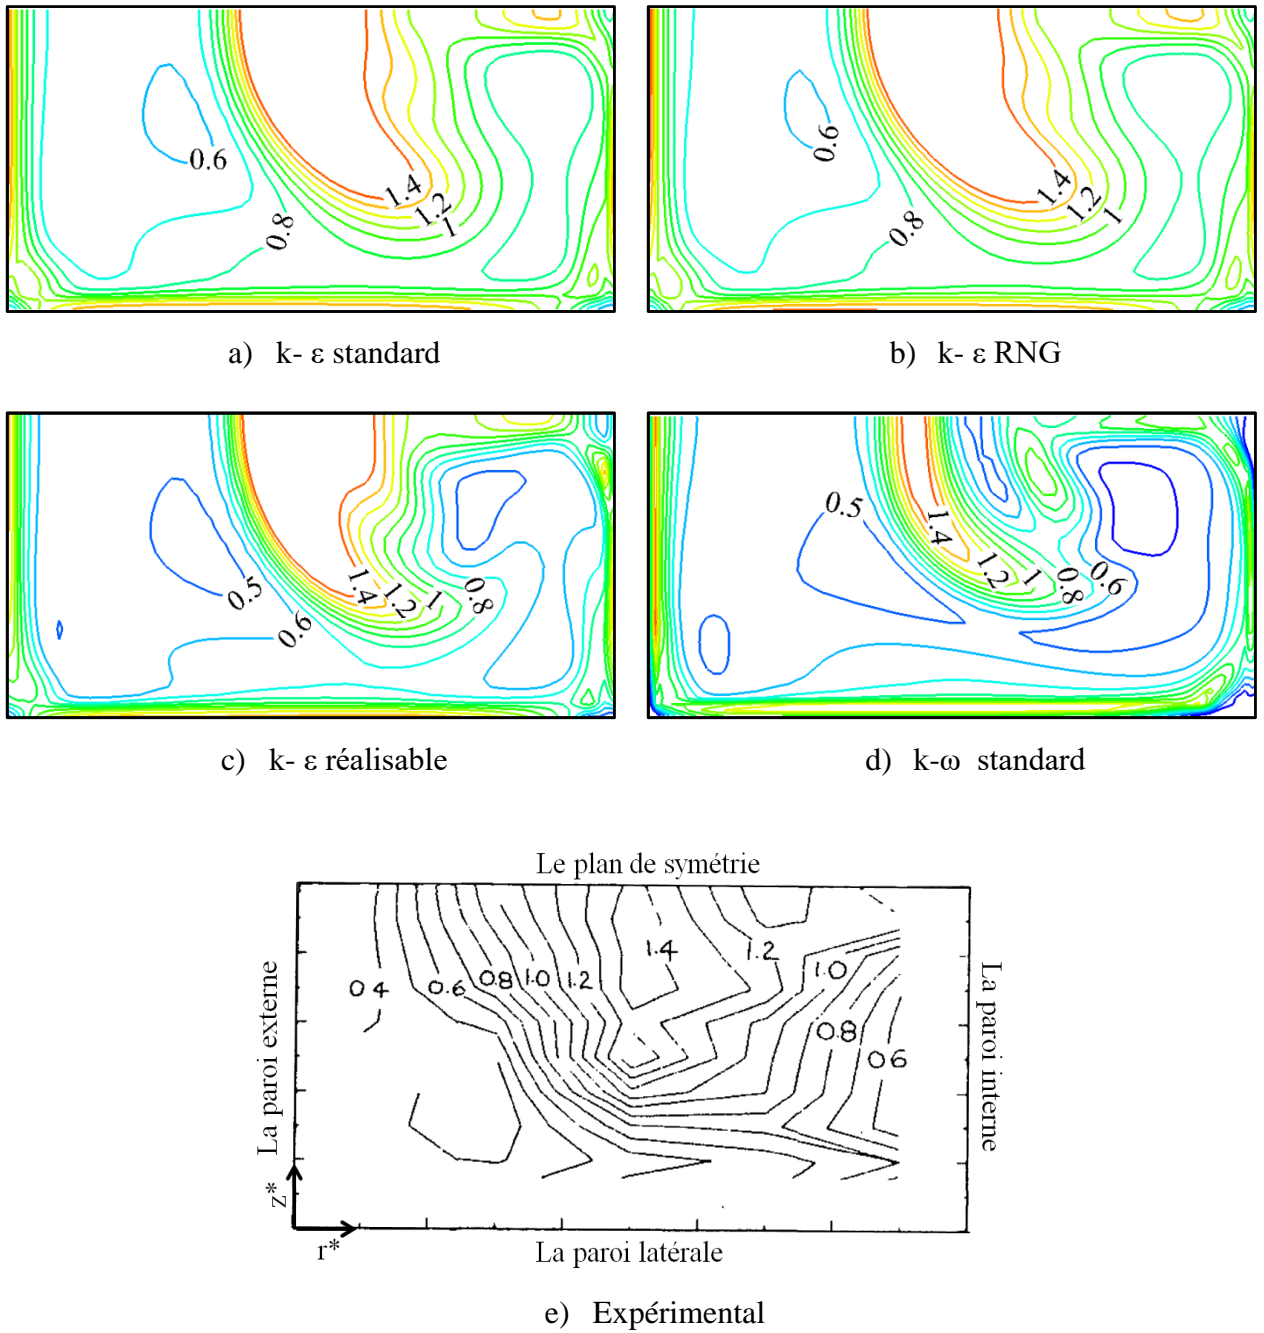 0.6
0.8
1.4
1.2
1
a) k- ε standard
0.6
0.8
1.4
1.2
1
b) k- ε RNG
0.5
0.6
1.4
1.2
1
0.8
c) k- ε réalisable
0.5
1.4
1.2
1
0.8
0.6
d) k-ω standard
Le plan de symétrie
La paroi externe
0.4
0.6
0.8
1.0
1.2
1.4
1.2
1.0
0.8
0.6
La paroi interne
z*
r*
La paroi latérale
e) Expérimental